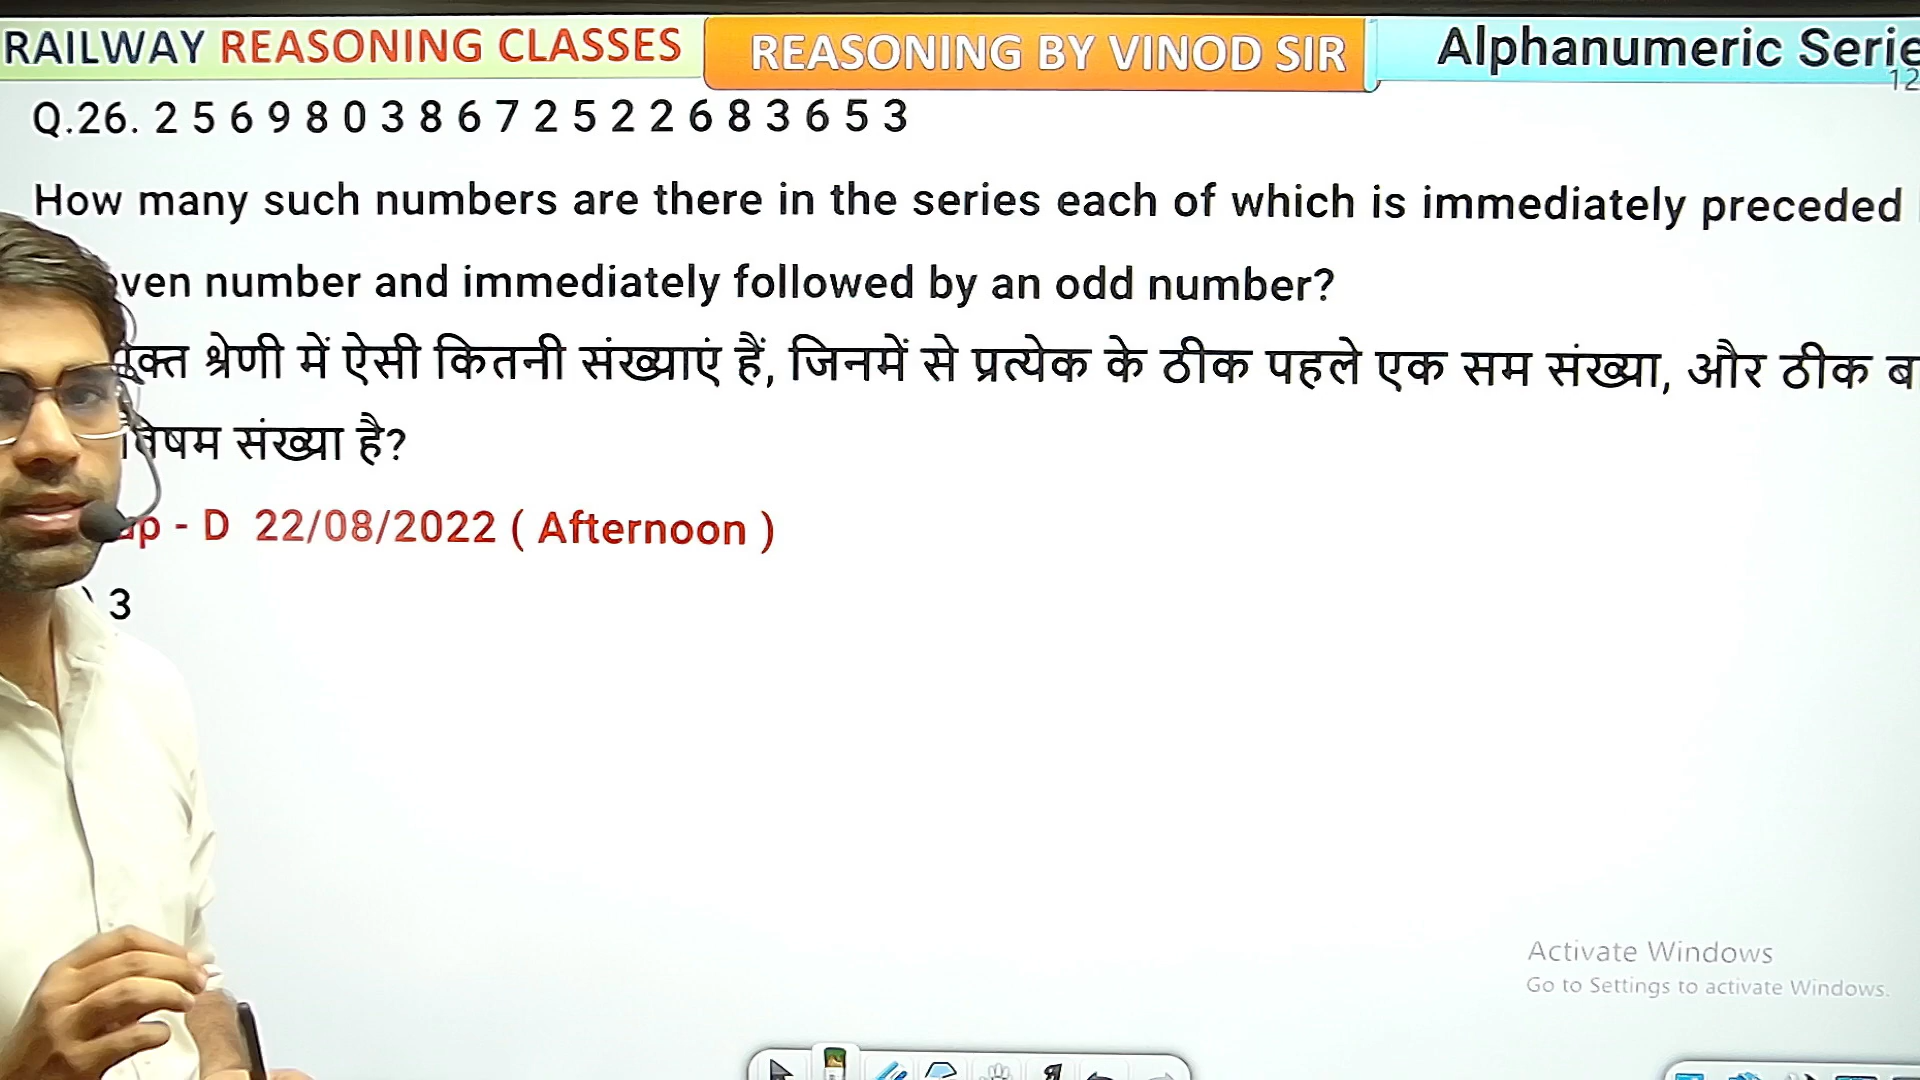 RAILWAY REASONING CLASSES REASONING BY VINOD SIR Alphanumeric Serie
12
Q.26. 2 5 6 9 8 0 3 8 6 7 2 5 2 2 6 8 3 6 5 3
How many such numbers are there in the series each of which is immediately preceded
ven number and immediately followed by an odd number?
क्त श्रेणी में ऐसी कितनी संख्याएं हैं, जिनमें से प्रत्येक के ठीक पहले एक सम संख्या, और ठीक ब
विषम संख्या है?
up - D 22/08/2022 ( Afternoon )
) 3
Activate Windows
Go to Settings to activate Windows.